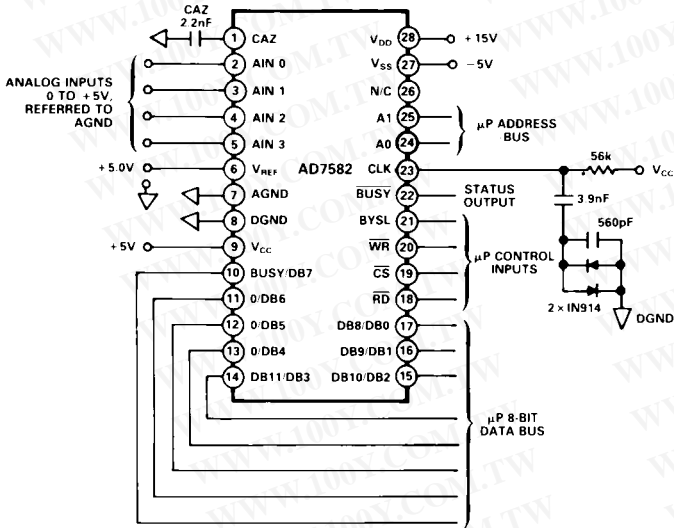 CAZ
2.2nF
1 CAZ
2 AIN 0
3 AIN 1
4 AIN 2
5 AIN 3
6 VREF
7 AGND
8 DGND
9 VCC
10 BUSY/DB7
11 0/DB6
12 0/DB5
13 0/DB4
14 DB11/DB3
ANALOG INPUTS
0 TO +5V,
REFERRED TO
AGND
+5.0V
+5V
AD7582
VDD 28 +15V
VSS 27 -5V
N/C 26
A1 25
A0 24
CLK 23
BUSY 22
BYSL 21
WR 20
CS 19
RD 18
DB8/DB0 17
DB9/DB1 16
DB10/DB2 15
μP ADDRESS
BUS
STATUS
OUTPUT
μP CONTROL
INPUTS
56k
VCC
3.9nF
560pF
2 x IN914
DGND
μP 8-BIT
DATA BUS
WWW.100Y.COM.TW